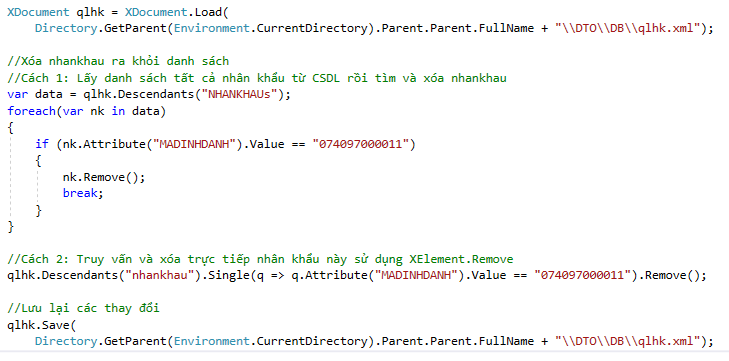 XDocument qlhk = XDocument.Load(
Directory.GetParent(Environment.CurrentDirectory).Parent.Parent.FullName + "\\DTO\\DB\\qlhk.xml");
//Xóa nhankhau ra khỏi danh sách
//Cách 1: Lấy danh sách tất cả nhân khẩu từ CSDL rồi tìm và xóa nhankhau
var data = qlhk.Descendants("NHANKHAUs");
foreach(var nk in data)
{
if (nk.Attribute("MADINHDANH").Value == "074097000011")
{
nk.Remove();
break;
}
}
//Cách 2: Truy vấn và xóa trực tiếp nhân khẩu này sử dụng XElement.Remove
qlhk.Descendants("nhankhau").Single(q => q.Attribute("MADINHDANH").Value == "074097000011").Remove();
//Lưu lại các thay đổi
qlhk.Save(
Directory.GetParent(Environment.CurrentDirectory).Parent.Parent.FullName + "\\DTO\\DB\\qlhk.xml");